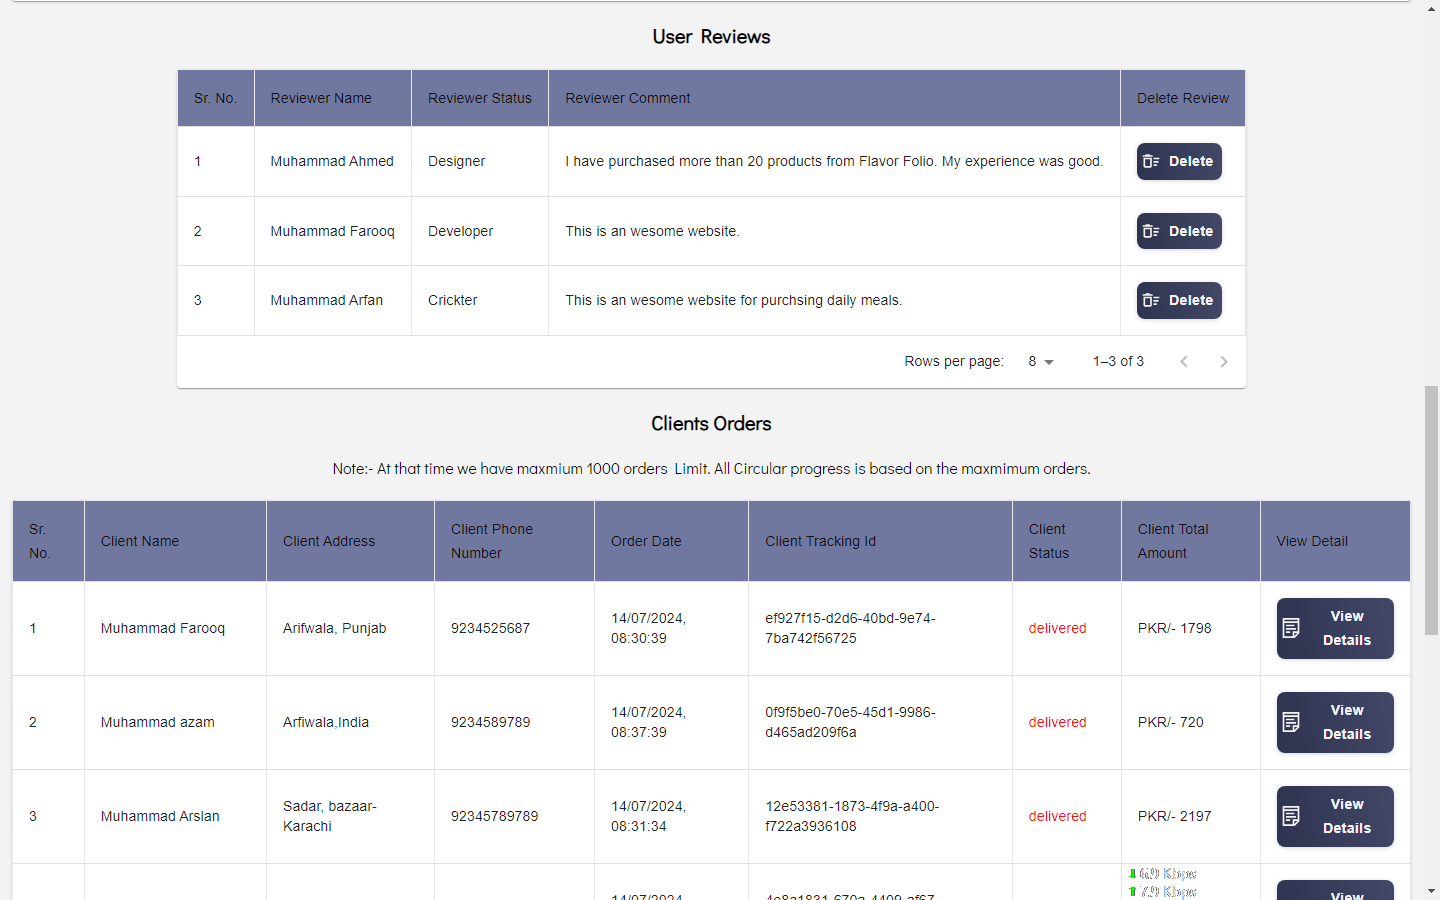 User Reviews
Sr. No. Reviewer Name Reviewer Status Reviewer Comment Delete Review
1 Muhammad Ahmed Designer I have purchased more than 20 products from Flavor Folio. My experience was good. Delete
2 Muhammad Farooq Developer This is an wesome website. Delete
3 Muhammad Arfan Crickter This is an wesome website for purchsing daily meals. Delete
Rows per page: 8 1–3 of 3
Clients Orders
Note:- At that time we have maxmium 1000 orders Limit. All Circular progress is based on the maxmimum orders.
Sr. No. Client Name Client Address Client Phone Number Order Date Client Tracking Id Client Status Client Total Amount View Detail
1 Muhammad Farooq Arifwala, Punjab 9234525687 14/07/2024, 08:30:39 ef927f15-d2d6-40bd-9e74-7ba742f56725 delivered PKR/- 1798 View Details
2 Muhammad azam Arfiwala,India 9234589789 14/07/2024, 08:37:39 0f9f5be0-70e5-45d1-9986-d465ad209f6a delivered PKR/- 720 View Details
3 Muhammad Arslan Sadar, bazaar-Karachi 92345789789 14/07/2024, 08:31:34 12e53381-1873-4f9a-a400-f722a3936108 delivered PKR/- 2197 View Details
6.9 Kbps
7.9 Kbps
14/07/2024, View